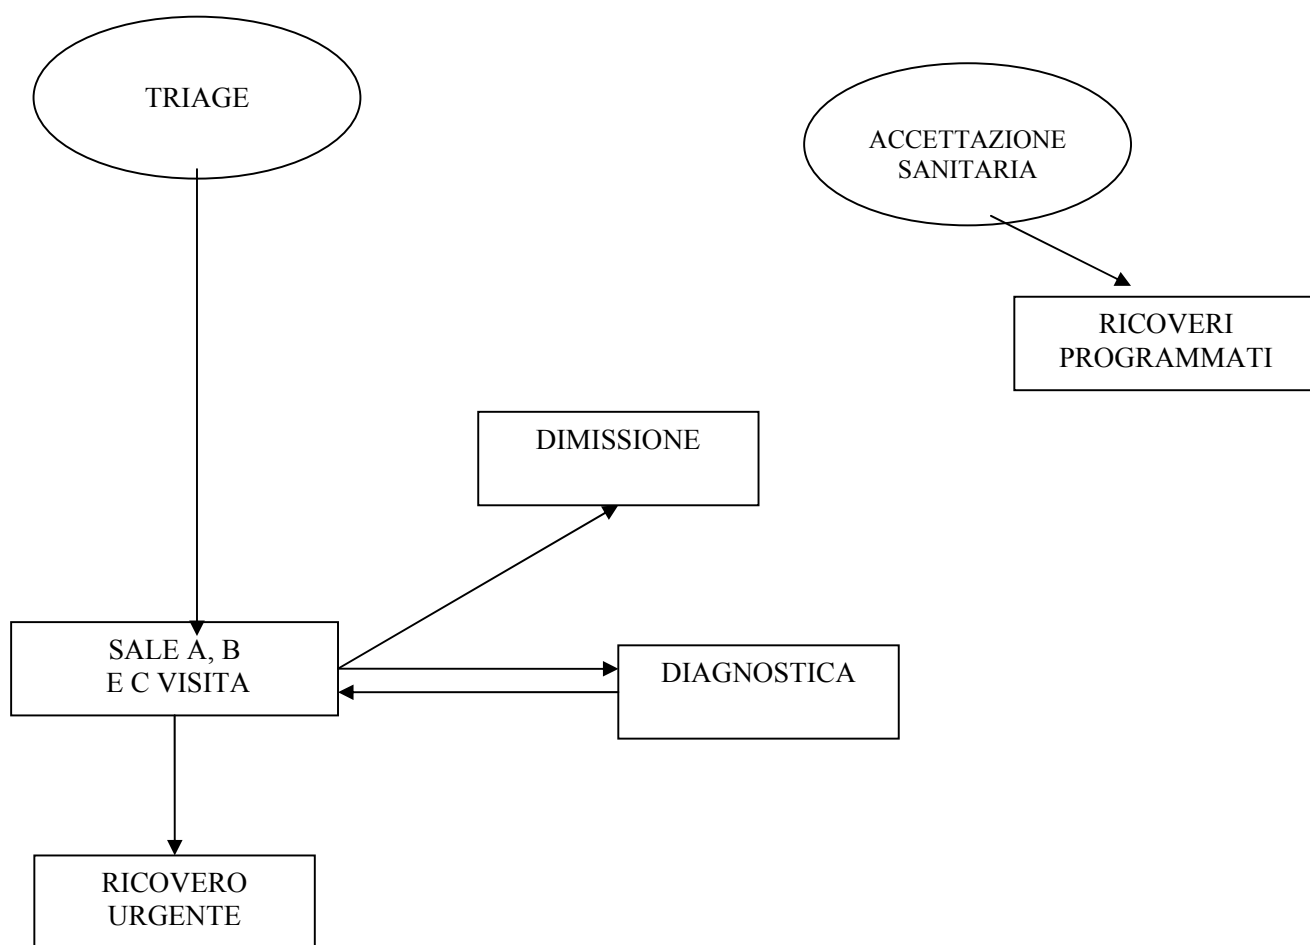 TRIAGE
ACCETTAZIONE
SANITARIA
RICOVERI
PROGRAMMATI
DIMISSIONE
SALE A, B
E C VISITA
DIAGNOSTICA
RICOVERO
URGENTE